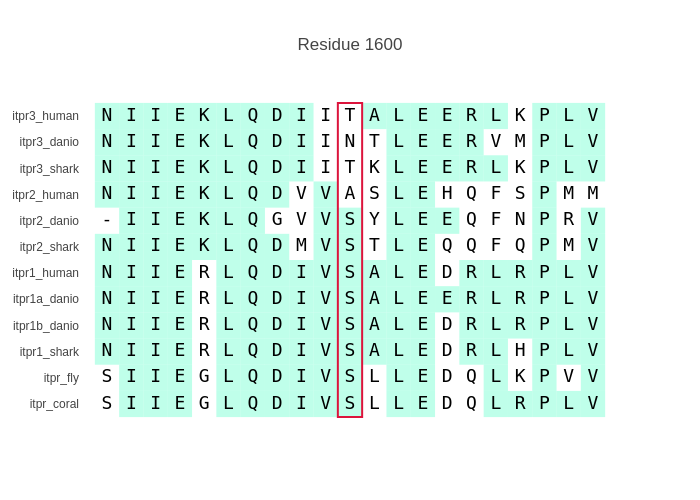 Residue 1600
itpr3_human N I I E K L Q D I I T A L E E R L K P L V
itpr3_danio N I I E K L Q D I I N T L E E R V M P L V
itpr3_shark N I I E K L Q D I I T K L E E R L K P L V
itpr2_human N I I E K L Q D V V A S L E H Q F S P M M
itpr2_danio - I I E K L Q G V V S Y L E E Q F N P R V
itpr2_shark N I I E K L Q D M V S T L E Q Q F Q P M V
itpr1_human N I I E R L Q D I V S A L E D R L R P L V
itpr1a_danio N I I E R L Q D I V S A L E E R L R P L V
itpr1b_danio N I I E R L Q D I V S A L E D R L R P L V
itpr1_shark N I I E R L Q D I V S A L E D R L H P L V
itpr_fly S I I E G L Q D I V S L L E D Q L K P V V
itpr_coral S I I E G L Q D I V S L L E D Q L R P L V